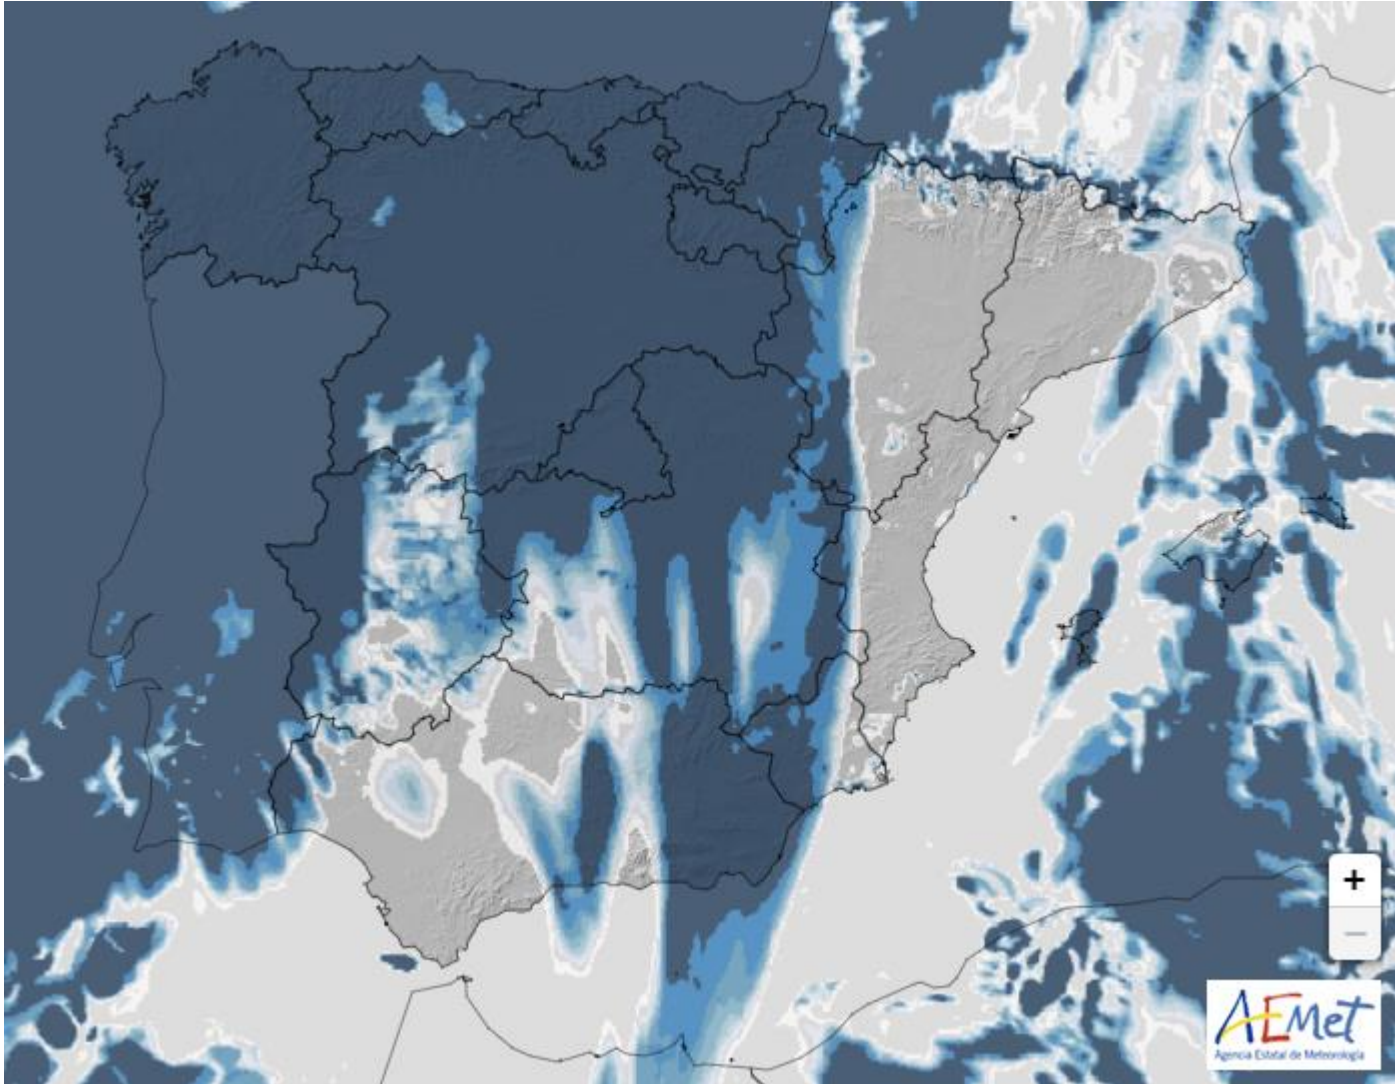 +
−
AEMet
Agencia Estatal de Meteorología